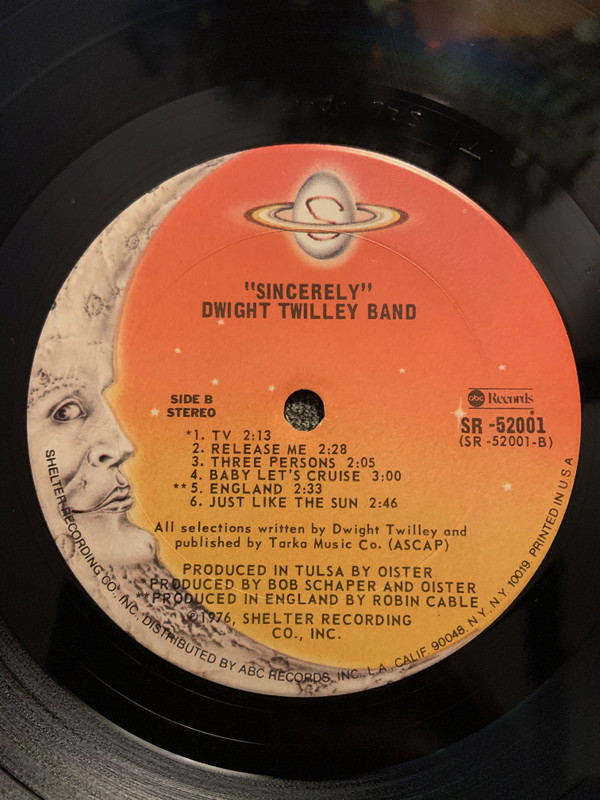 S
"SINCERELY"
DWIGHT TWILLEY BAND
SIDE B
STEREO
abc Records
SR -52001
(SR -52001-B)
*1. TV 2:13
2. RELEASE ME 2:28
3. THREE PERSONS 2:05
4. BABY LET'S CRUISE 3:00
**5. ENGLAND 2:33
6. JUST LIKE THE SUN 2:46
All selections written by Dwight Twilley and
published by Tarka Music Co. (ASCAP)
PRODUCED IN TULSA BY OISTER
*PRODUCED BY BOB SCHAPER AND OISTER
**PRODUCED IN ENGLAND BY ROBIN CABLE
©1976, SHELTER RECORDING
CO., INC.
SHELTER RECORDING CO., INC. DISTRIBUTED BY ABC RECORDS, INC. L.A. CALIF. 90048, N.Y., N.Y. 10019 PRINTED IN U.S.A.